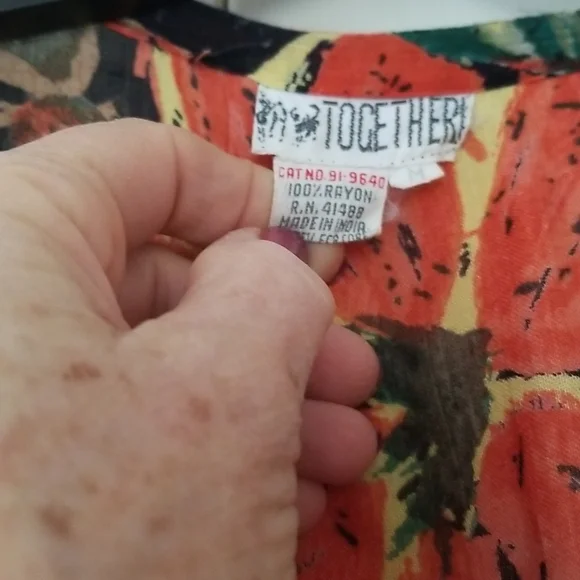 TOGETHER!
M
CAT NO. 91-9640
100% RAYON
R.N. 41488
MADE IN INDIA